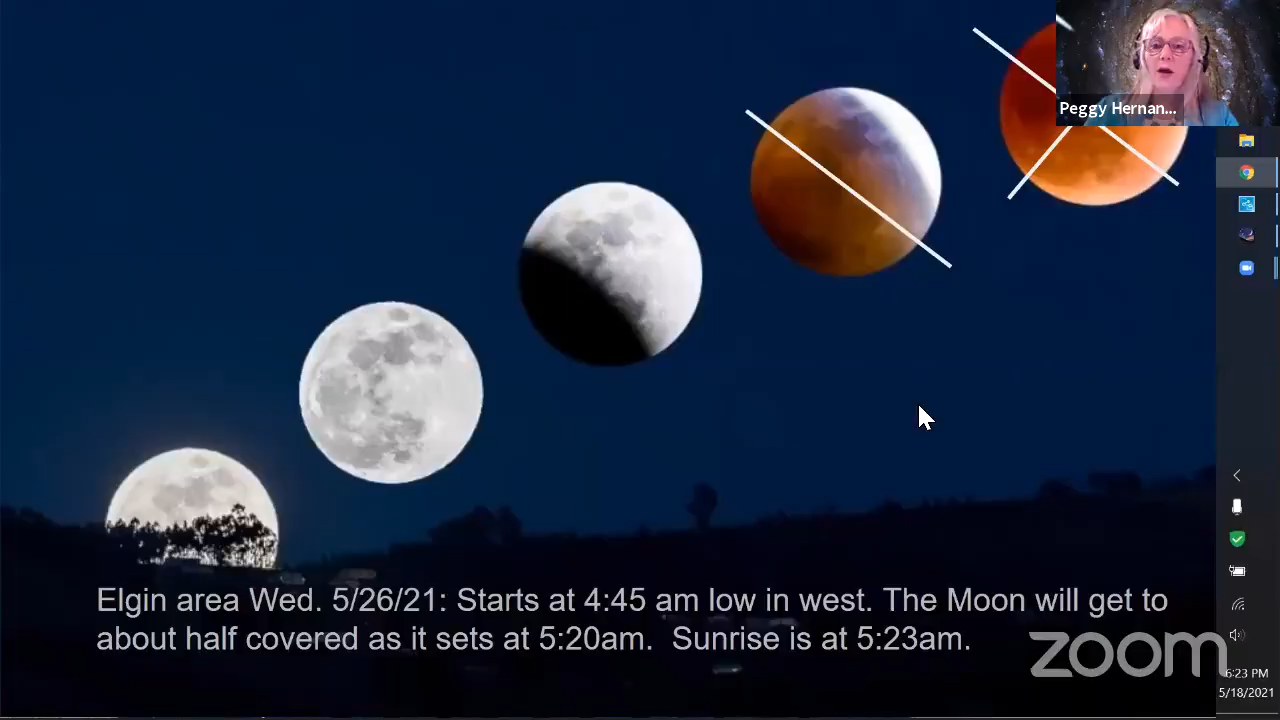 Peggy Hernan...
Elgin area Wed. 5/26/21: Starts at 4:45 am low in west. The Moon will get to
about half covered as it sets at 5:20am.  Sunrise is at 5:23am.
zoom
6:23 PM
5/18/2021